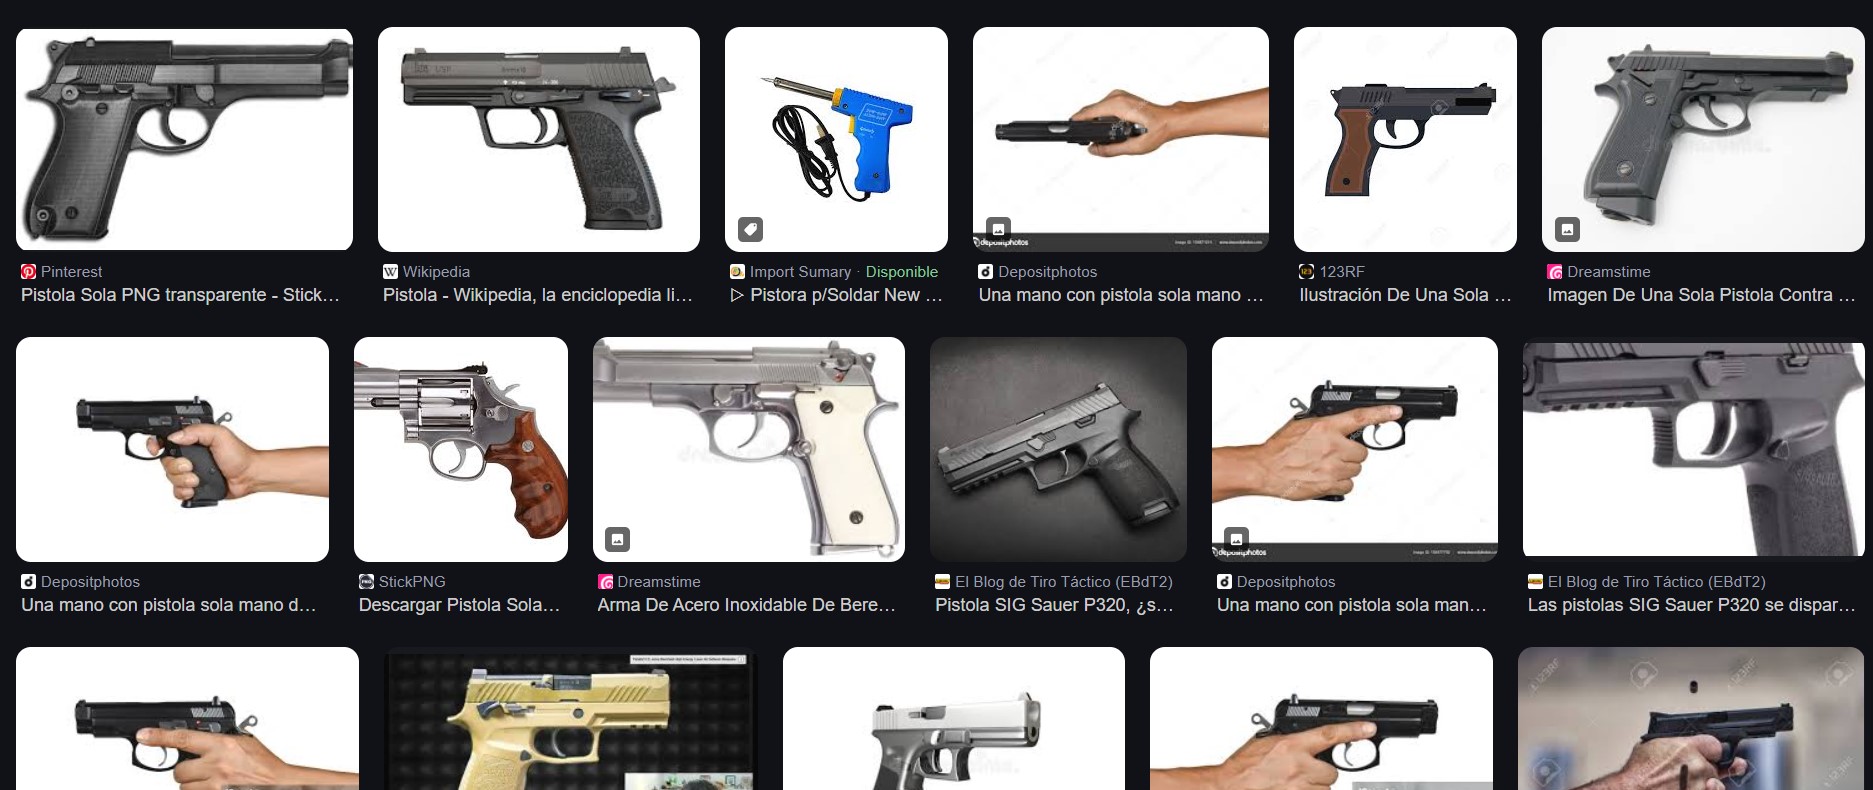 depositphotos
Pinterest
Pistola Sola PNG transparente - Stick...
Wikipedia
Pistola - Wikipedia, la enciclopedia li...
Import Sumary · Disponible
▷ Pistora p/Soldar New ...
Depositphotos
Una mano con pistola sola mano ...
123RF
Ilustración De Una Sola ...
Dreamstime
Imagen De Una Sola Pistola Contra ...
depositphotos
Depositphotos
Una mano con pistola sola mano d...
StickPNG
Descargar Pistola Sola...
Dreamstime
Arma De Acero Inoxidable De Bere...
El Blog de Tiro Táctico (EBdT2)
Pistola SIG Sauer P320, ¿s...
Depositphotos
Una mano con pistola sola man...
El Blog de Tiro Táctico (EBdT2)
Las pistolas SIG Sauer P320 se dispar...
123RF